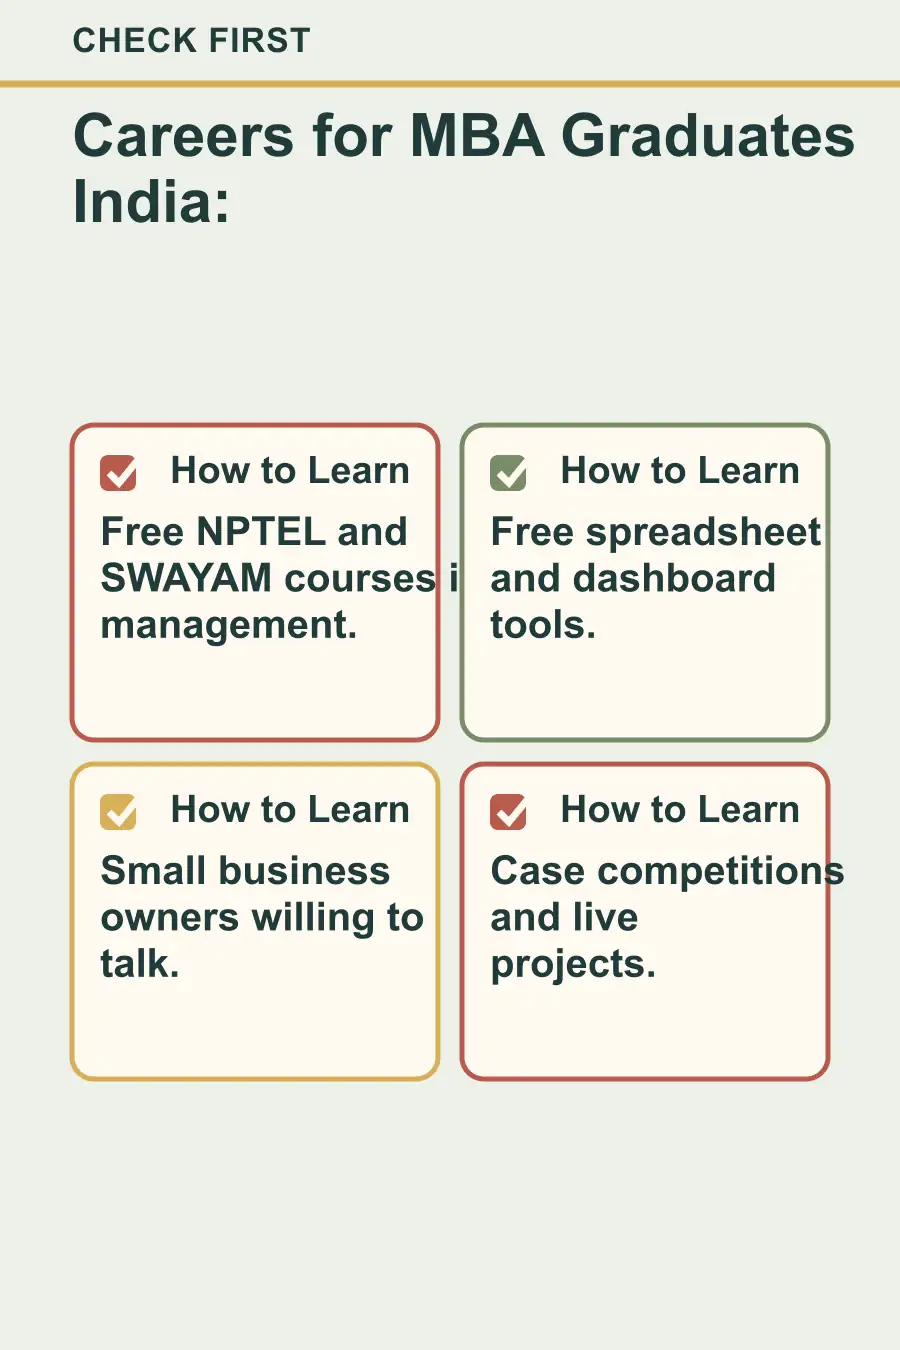 CHECK FIRST
Careers for MBA Graduates
India:
How to Learn
Free NPTEL and
SWAYAM courses i
management.
How to Learn
Free spreadsheet
and dashboard
tools.
How to Learn
Small business
owners willing to
talk.
How to Learn
Case competitions
and live
projects.